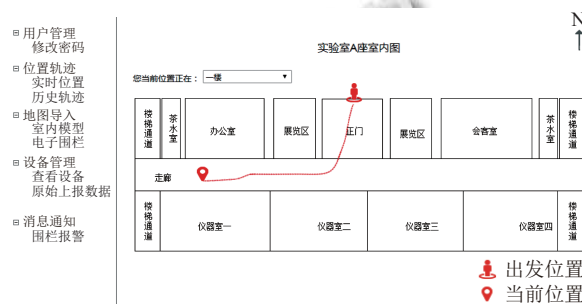 用户管理
修改密码
位置轨迹
实时位置
历史轨迹
地图导入
室内模型
电子围栏
设备管理
查看设备
原始上报数据
消息通知
围栏报警
N
实验室A座室内图
您当前位置正在：
一楼
楼梯通道
茶水室
办公室
展览区
正门
展览区
会客室
茶水室
楼梯通道
走廊
楼梯通道
仪器室一
仪器室二
仪器室三
仪器室四
楼梯通道
出发位置
当前位置